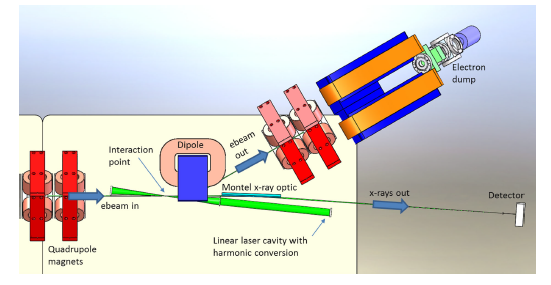 Electron
dump
Dipole
ebeam
out
Interaction
point
Montel x-ray optic
x-rays out
Detector
ebeam in
Linear laser cavity with
harmonic conversion
Quadrupole
magnets